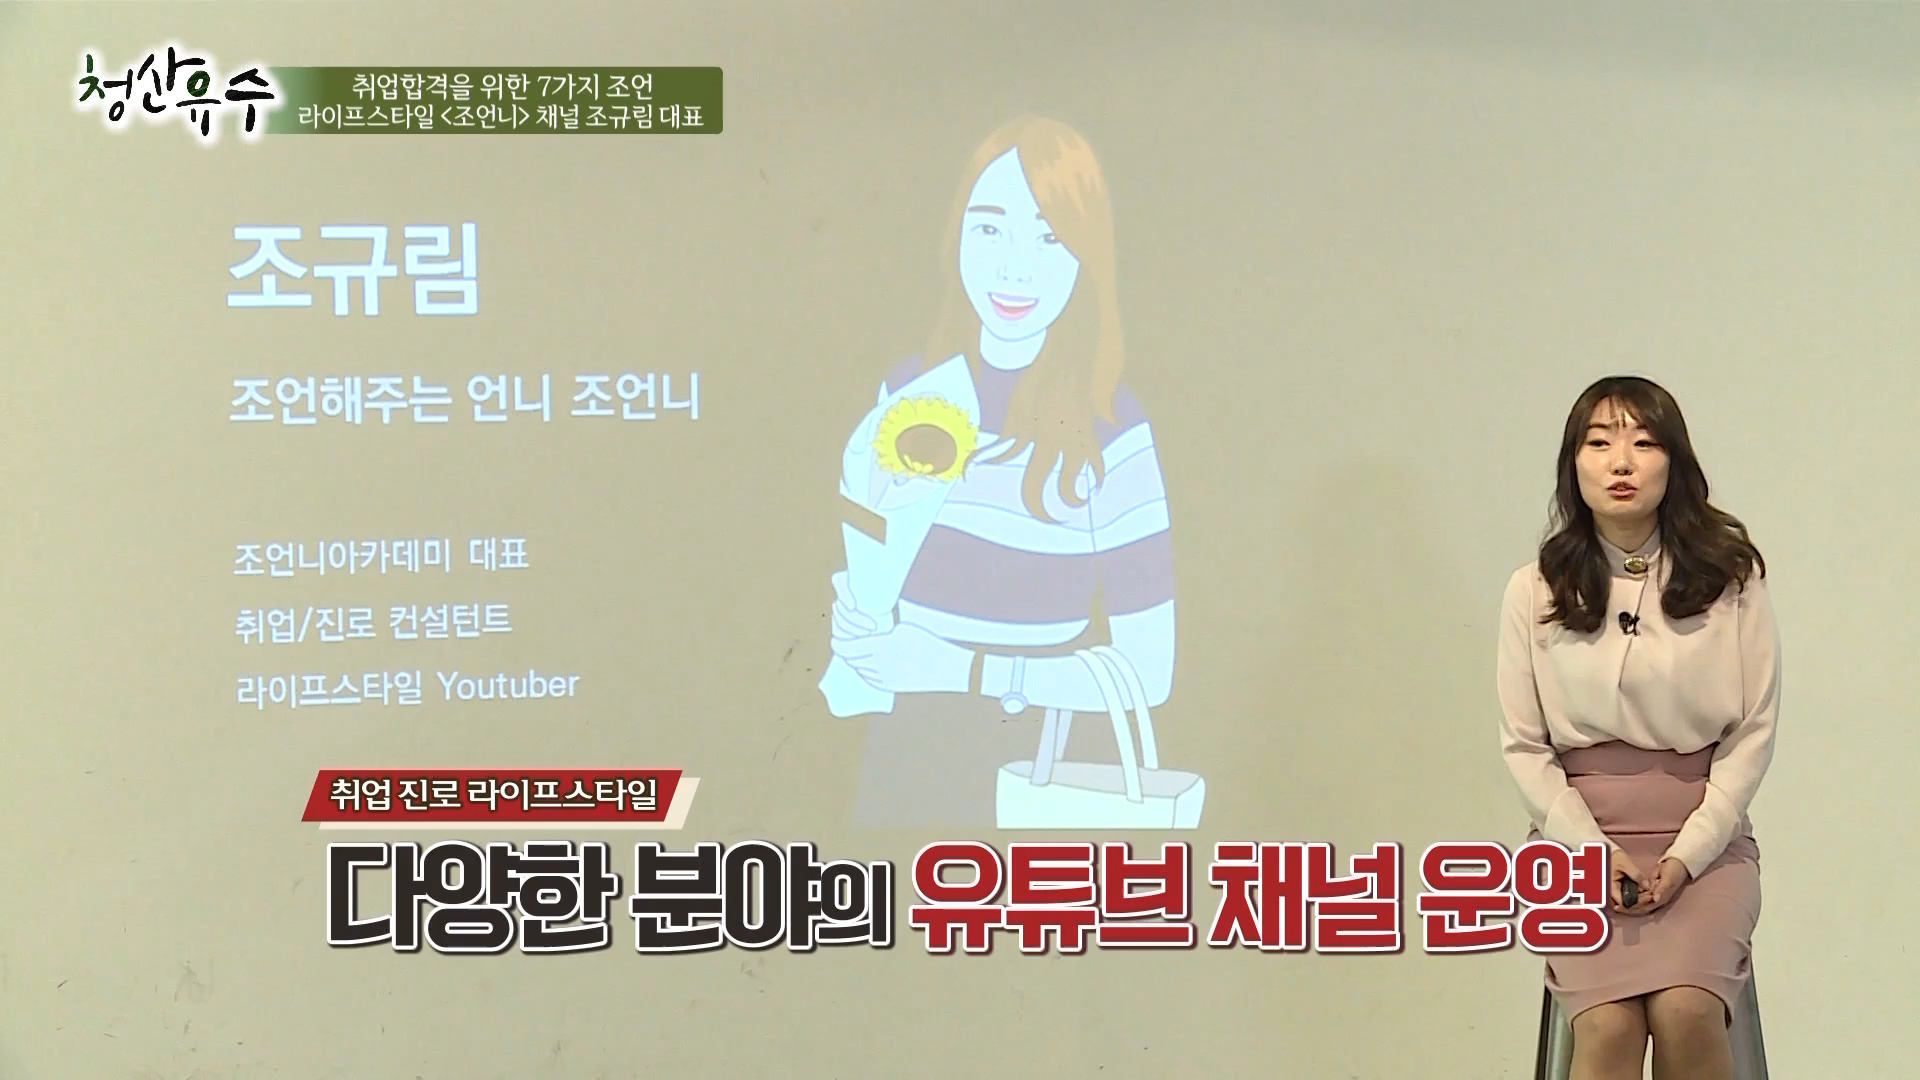 청산유수
취업합격을 위한 7가지 조언
라이프스타일 <조언니> 채널 조규림 대표
조규림
조언해주는 언니 조언니
조언니아카데미 대표
취업/진로 컨설턴트
라이프스타일 Youtuber
취업 진로 라이프스타일
다양한 분야의 유튜브 채널 운영